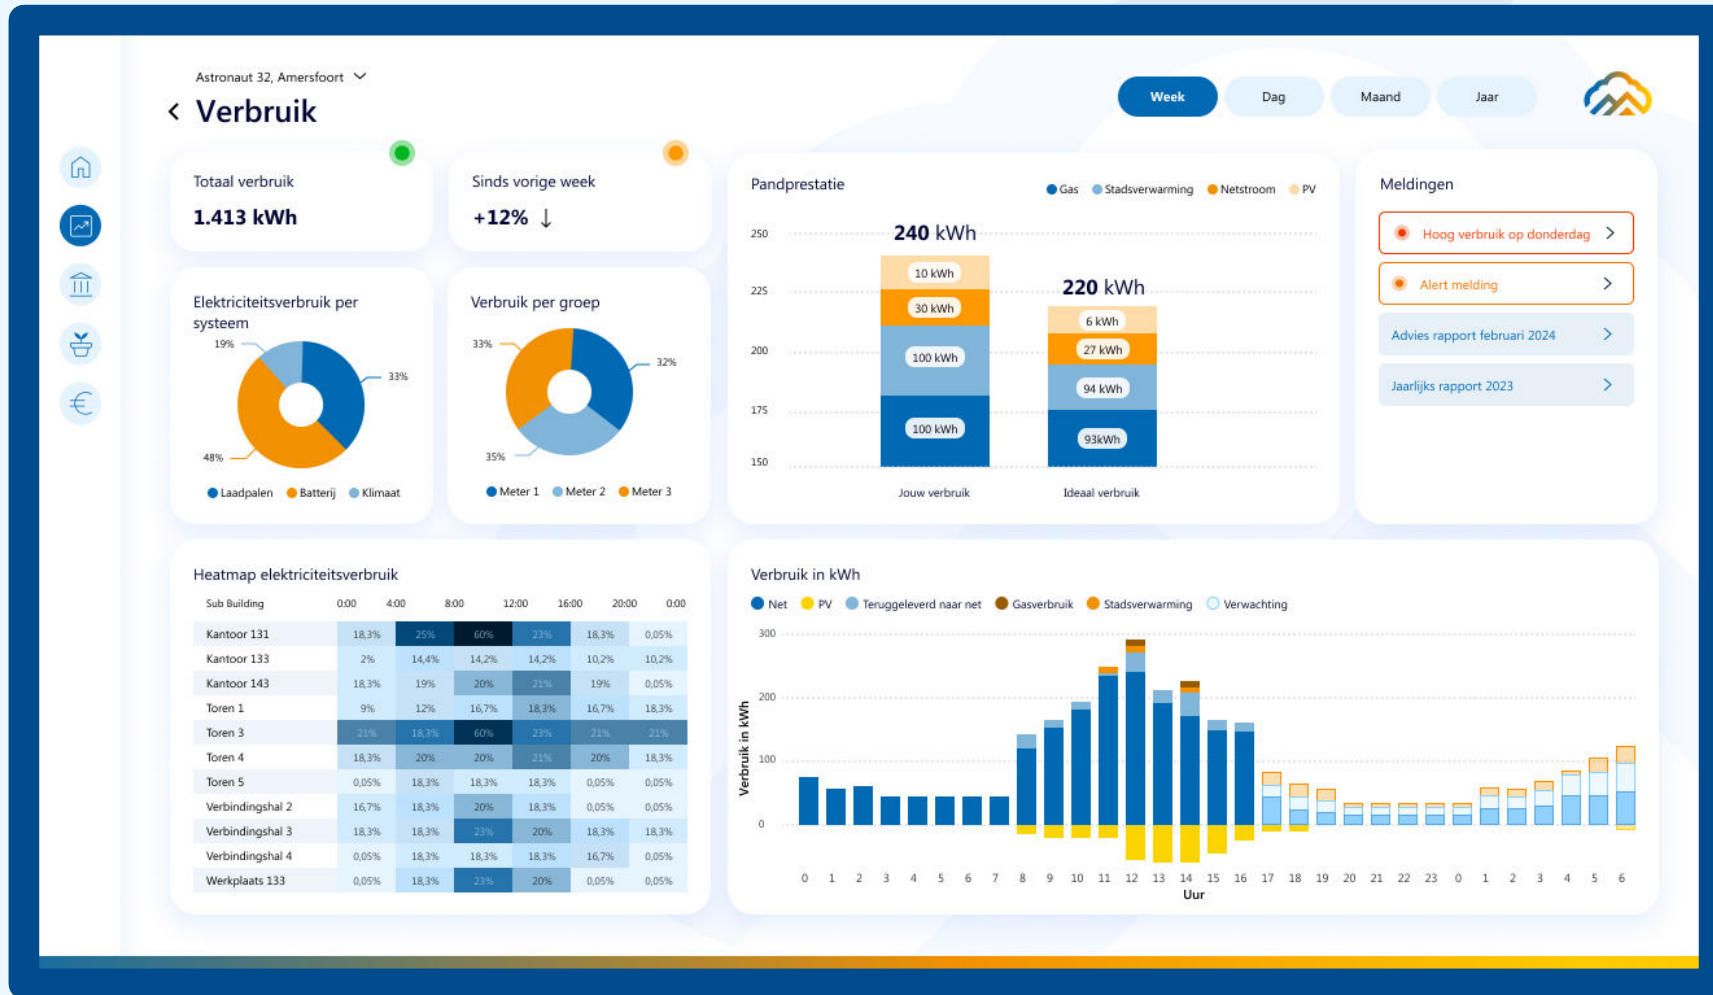 Astronaut 32, Amersfoort
Verbruik
Week Dag Maand Jaar
Totaal verbruik
1.413 kWh
Sinds vorige week
+12% ↓
Elektriciteitsverbruik per
systeem
19%
33%
48%
Laadpalen Batterij Klimaat
Verbruik per groep
33%
32%
35%
Meter 1 Meter 2 Meter 3
Pandprestatie
Gas Stadsverwarming Netstroom PV
250
225
200
175
150
240 kWh
10 kWh
30 kWh
100 kWh
100 kWh
Jouw verbruik
220 kWh
6 kWh
27 kWh
94 kWh
93kWh
Ideaal verbruik
Meldingen
Hoog verbruik op donderdag
Alert melding
Advies rapport februari 2024
Jaarlijks rapport 2023
Heatmap elektriciteitsverbruik
Sub Building 0:00 4:00 8:00 12:00 16:00 20:00 0:00
Kantoor 131 18,3% 25% 60% 23% 18,3% 0,05%
Kantoor 133 2% 14,4% 14,2% 14,2% 10,2% 10,2%
Kantoor 143 18,3% 19% 20% 21% 19% 0,05%
Toren 1 9% 12% 16,7% 18,3% 16,7% 18,3%
Toren 3 21% 18,3% 60% 23% 21% 21%
Toren 4 18,3% 20% 20% 21% 20% 18,3%
Toren 5 0,05% 18,3% 18,3% 18,3% 0,05% 0,05%
Verbindingshal 2 16,7% 18,3% 20% 18,3% 0,05% 0,05%
Verbindingshal 3 18,3% 18,3% 23% 20% 18,3% 18,3%
Verbindingshal 4 0,05% 18,3% 18,3% 18,3% 16,7% 0,05%
Werkplaats 133 0,05% 18,3% 23% 20% 0,05% 0,05%
Verbruik in kWh
Net PV Teruggeleverd naar net Gasverbruik Stadsverwarming Verwachting
Verbruik in kWh
300
200
100
0
0 1 2 3 4 5 6 7 8 9 10 11 12 13 14 15 16 17 18 19 20 21 22 23 0 1 2 3 4 5 6
Uur